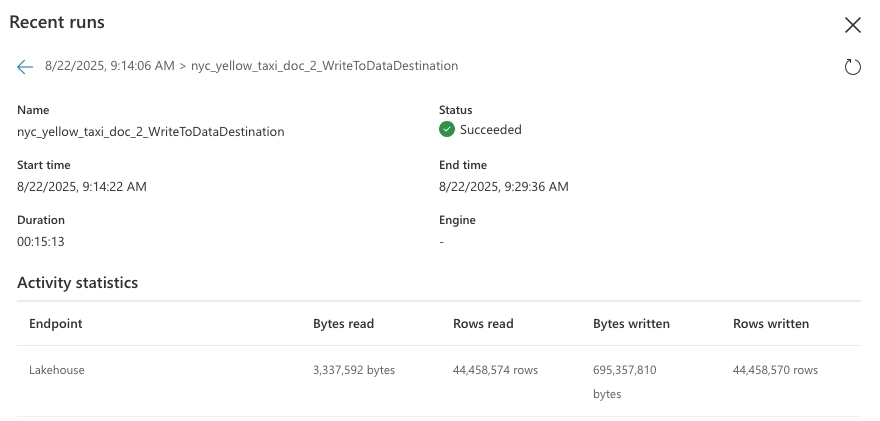 Recent runs
8/22/2025, 9:14:06 AM > nyc_yellow_taxi_doc_2_WriteToDataDestination
Name
nyc_yellow_taxi_doc_2_WriteToDataDestination
Status
Succeeded
Start time
8/22/2025, 9:14:22 AM
End time
8/22/2025, 9:29:36 AM
Duration
00:15:13
Engine
-
Activity statistics
Endpoint Bytes read Rows read Bytes written Rows written
Lakehouse 3,337,592 bytes 44,458,574 rows 695,357,810 bytes 44,458,570 rows